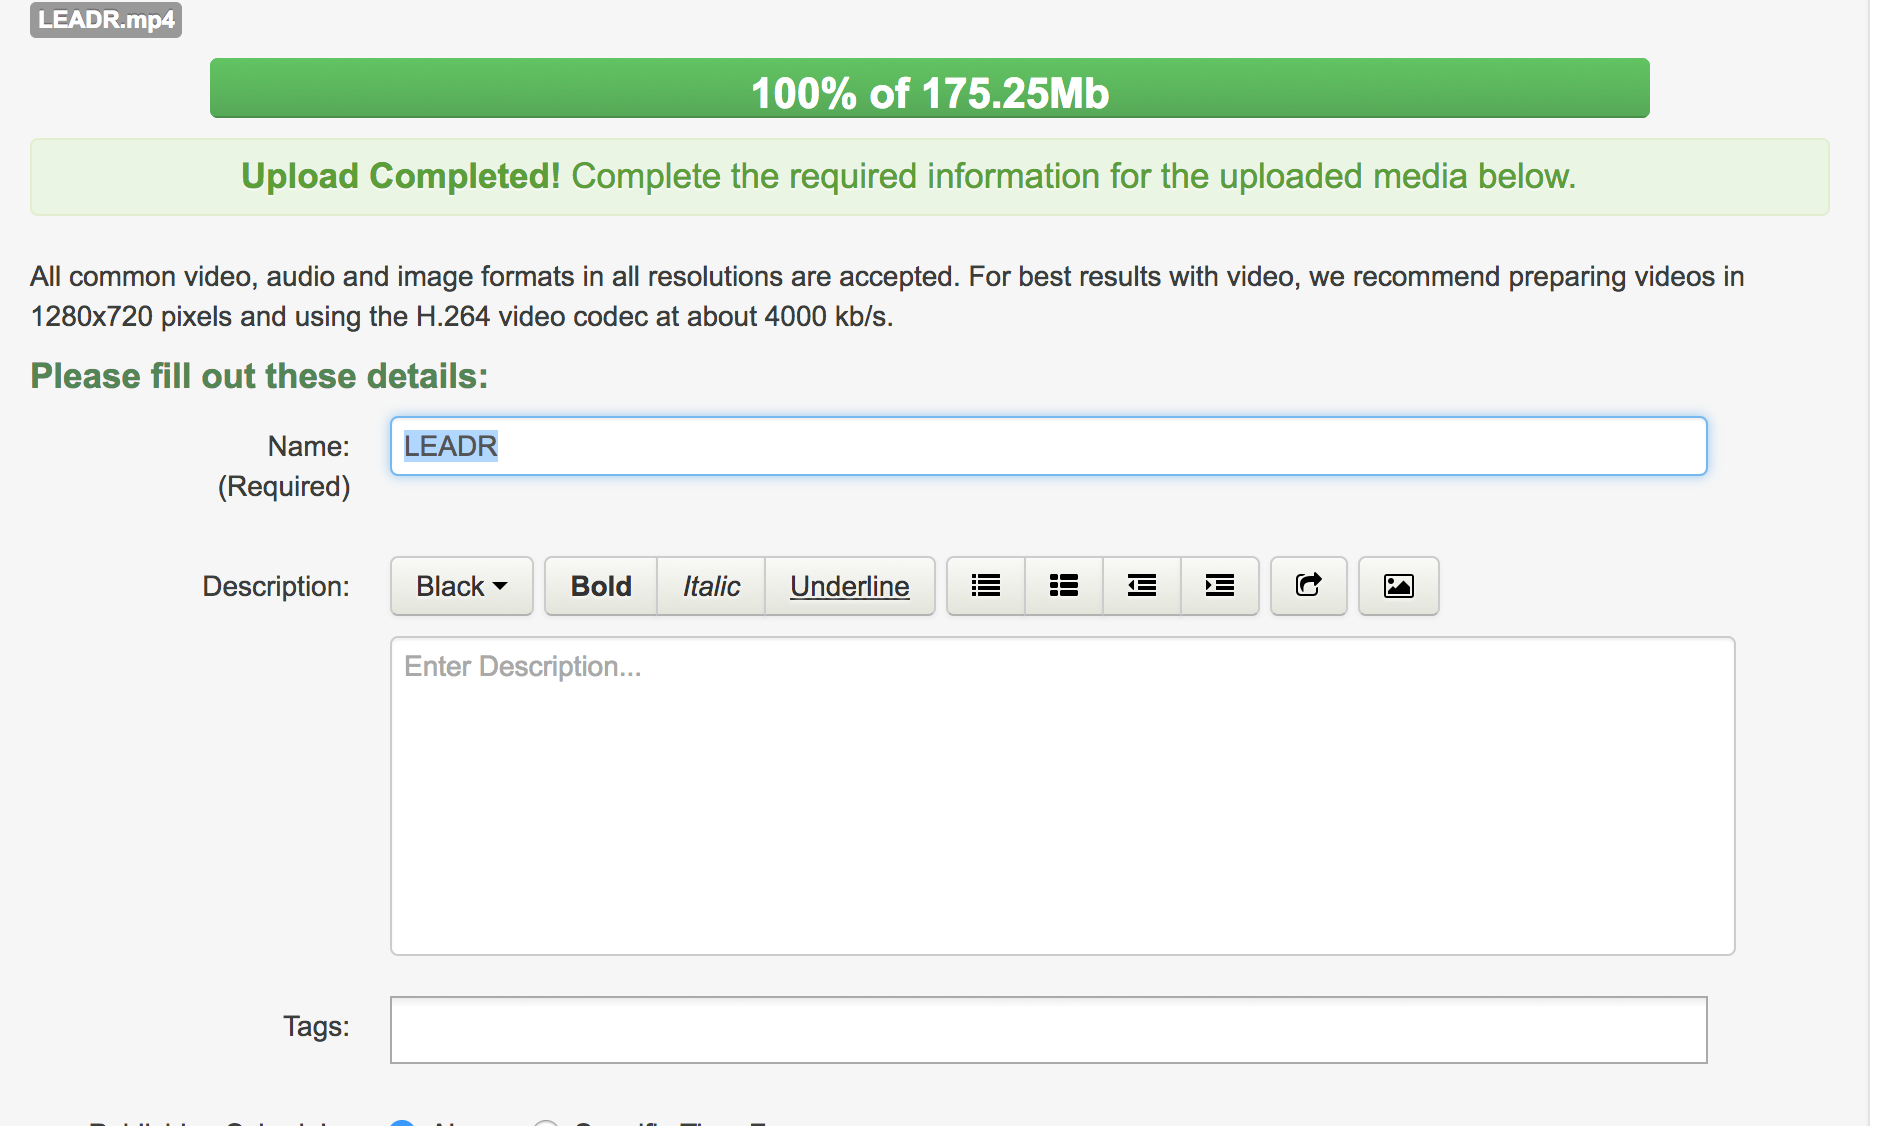 LEADR.mp4
100% of 175.25Mb
Upload Completed! Complete the required information for the uploaded media below.
All common video, audio and image formats in all resolutions are accepted. For best results with video, we recommend preparing videos in
1280x720 pixels and using the H.264 video codec at about 4000 kb/s.
Please fill out these details:
Name: LEADR
(Required)
Description: Black Bold Italic Underline
Enter Description...
Tags: